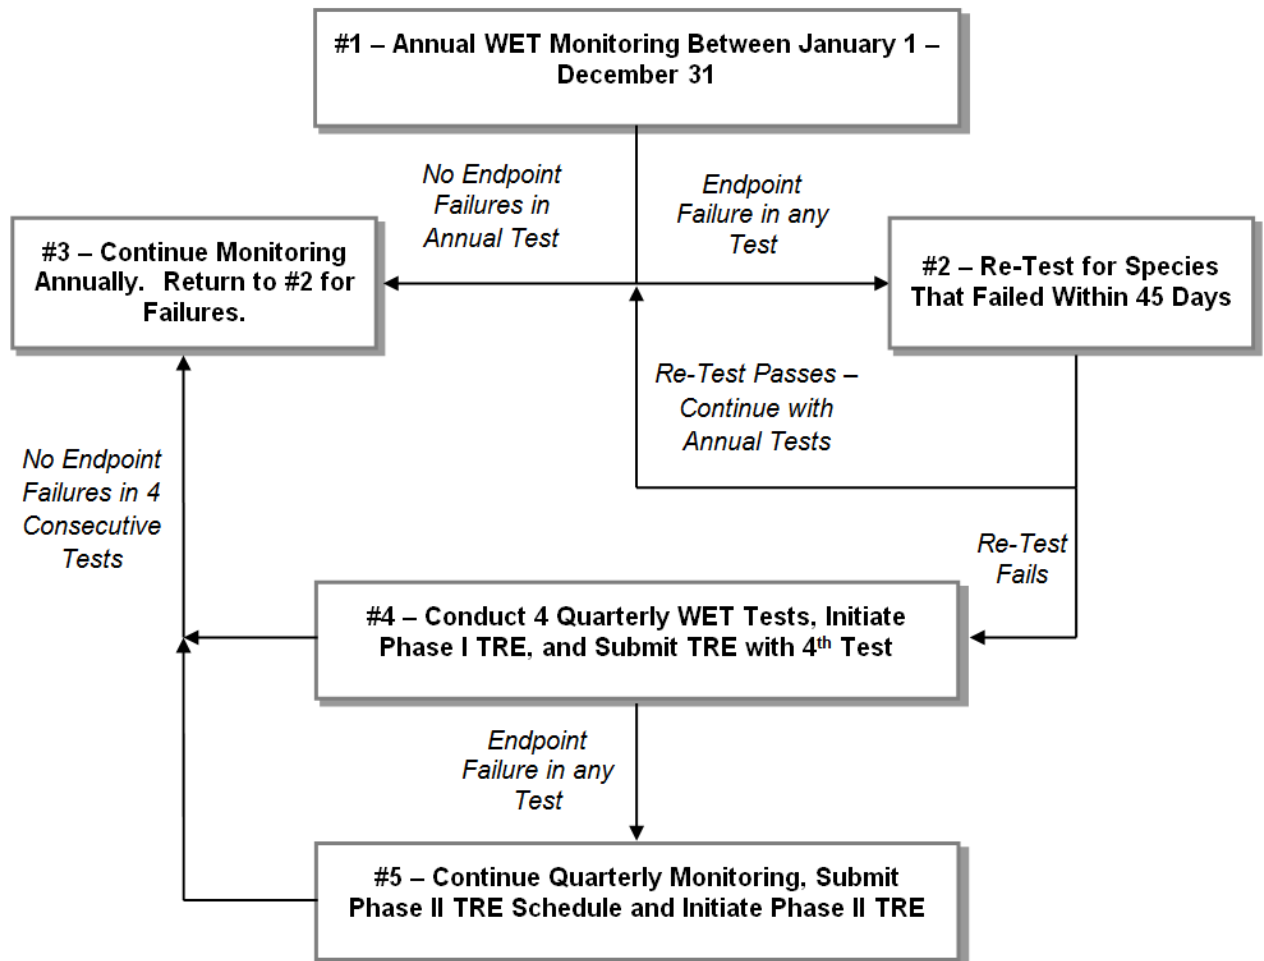 #1 – Annual WET Monitoring Between January 1 –
December 31
No Endpoint
Failures in
Annual Test
Endpoint
Failure in any
Test
#3 – Continue Monitoring
Annually.  Return to #2 for
Failures.
#2 – Re-Test for Species
That Failed Within 45 Days
Re-Test Passes –
Continue with
Annual Tests
No Endpoint
Failures in 4
Consecutive
Tests
Re-Test
Fails
#4 – Conduct 4 Quarterly WET Tests, Initiate
Phase I TRE, and Submit TRE with 4th Test
Endpoint
Failure in any
Test
#5 – Continue Quarterly Monitoring, Submit
Phase II TRE Schedule and Initiate Phase II TRE